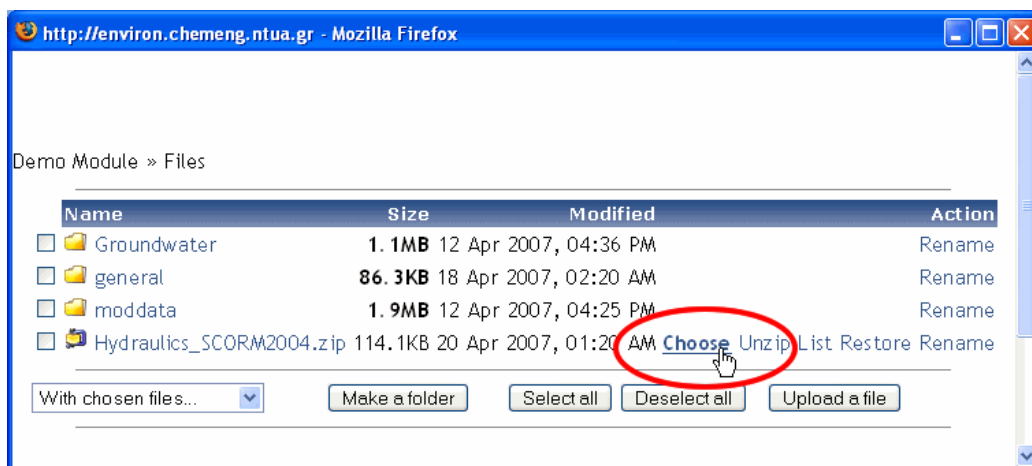 http://environ.chemeng.ntua.gr - Mozilla Firefox
Demo Module » Files
Name Size Modified Action
Groundwater 1.1MB 12 Apr 2007, 04:36 PM Rename
general 86.3KB 18 Apr 2007, 02:20 AM Rename
moddata 1.9MB 12 Apr 2007, 04:25 PM Rename
Hydraulics_SCORM2004.zip 114.1KB 20 Apr 2007, 01:20 AM Choose Unzip List Restore Rename
With chosen files... Make a folder Select all Deselect all Upload a file